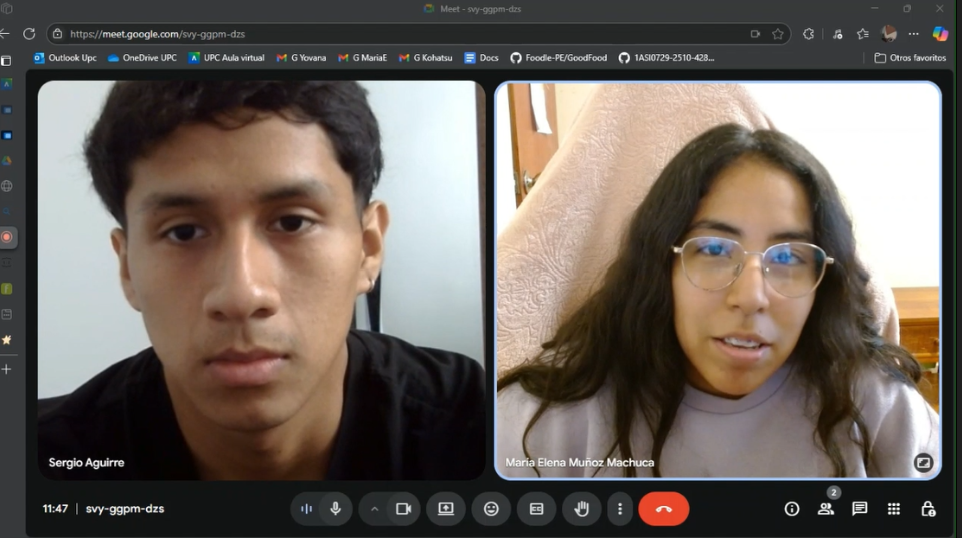 Meet - svy-ggpm-dzs
https://meet.google.com/svy-ggpm-dzs
Outlook Upc OneDrive UPC UPC Aula virtual G Yovana G MariaE G Kohatsu Docs Foodle-PE/GoodFood 1ASI0729-2510-428... Otros favoritos
Sergio Aguirre
María Elena Muñoz Machuca
2
11:47 | svy-ggpm-dzs